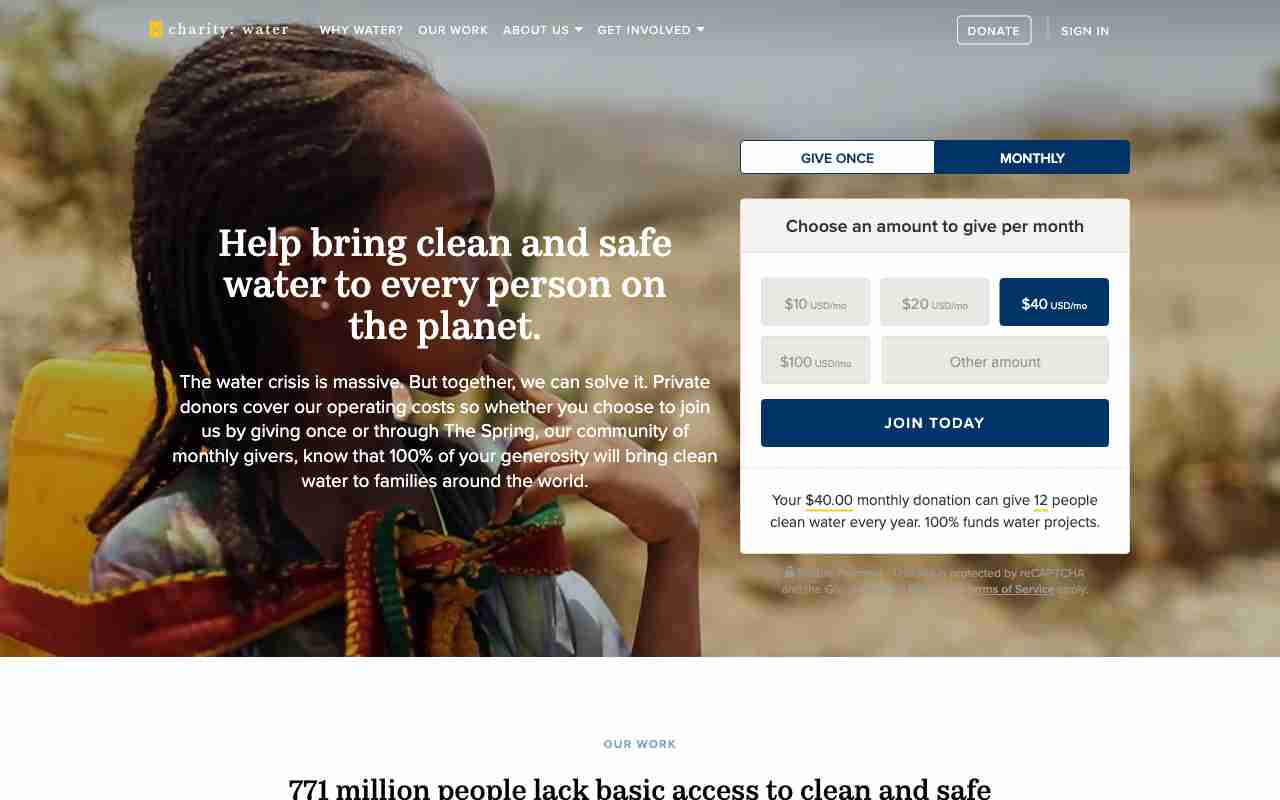 charity: water
WHY WATER? OUR WORK ABOUT US GET INVOLVED
DONATE SIGN IN
Help bring clean and safe
water to every person on
the planet.
The water crisis is massive. But together, we can solve it. Private
donors cover our operating costs so whether you choose to join
us by giving once or through The Spring, our community of
monthly givers, know that 100% of your generosity will bring clean
water to families around the world.
GIVE ONCE MONTHLY
Choose an amount to give per month
$10 USD/mo $20 USD/mo $40 USD/mo
$100 USD/mo Other amount
JOIN TODAY
Your $40.00 monthly donation can give 12 people
clean water every year. 100% funds water projects.
protected by reCAPTCHA
and the of Service apply.
OUR WORK
771 million people lack basic access to clean and safe